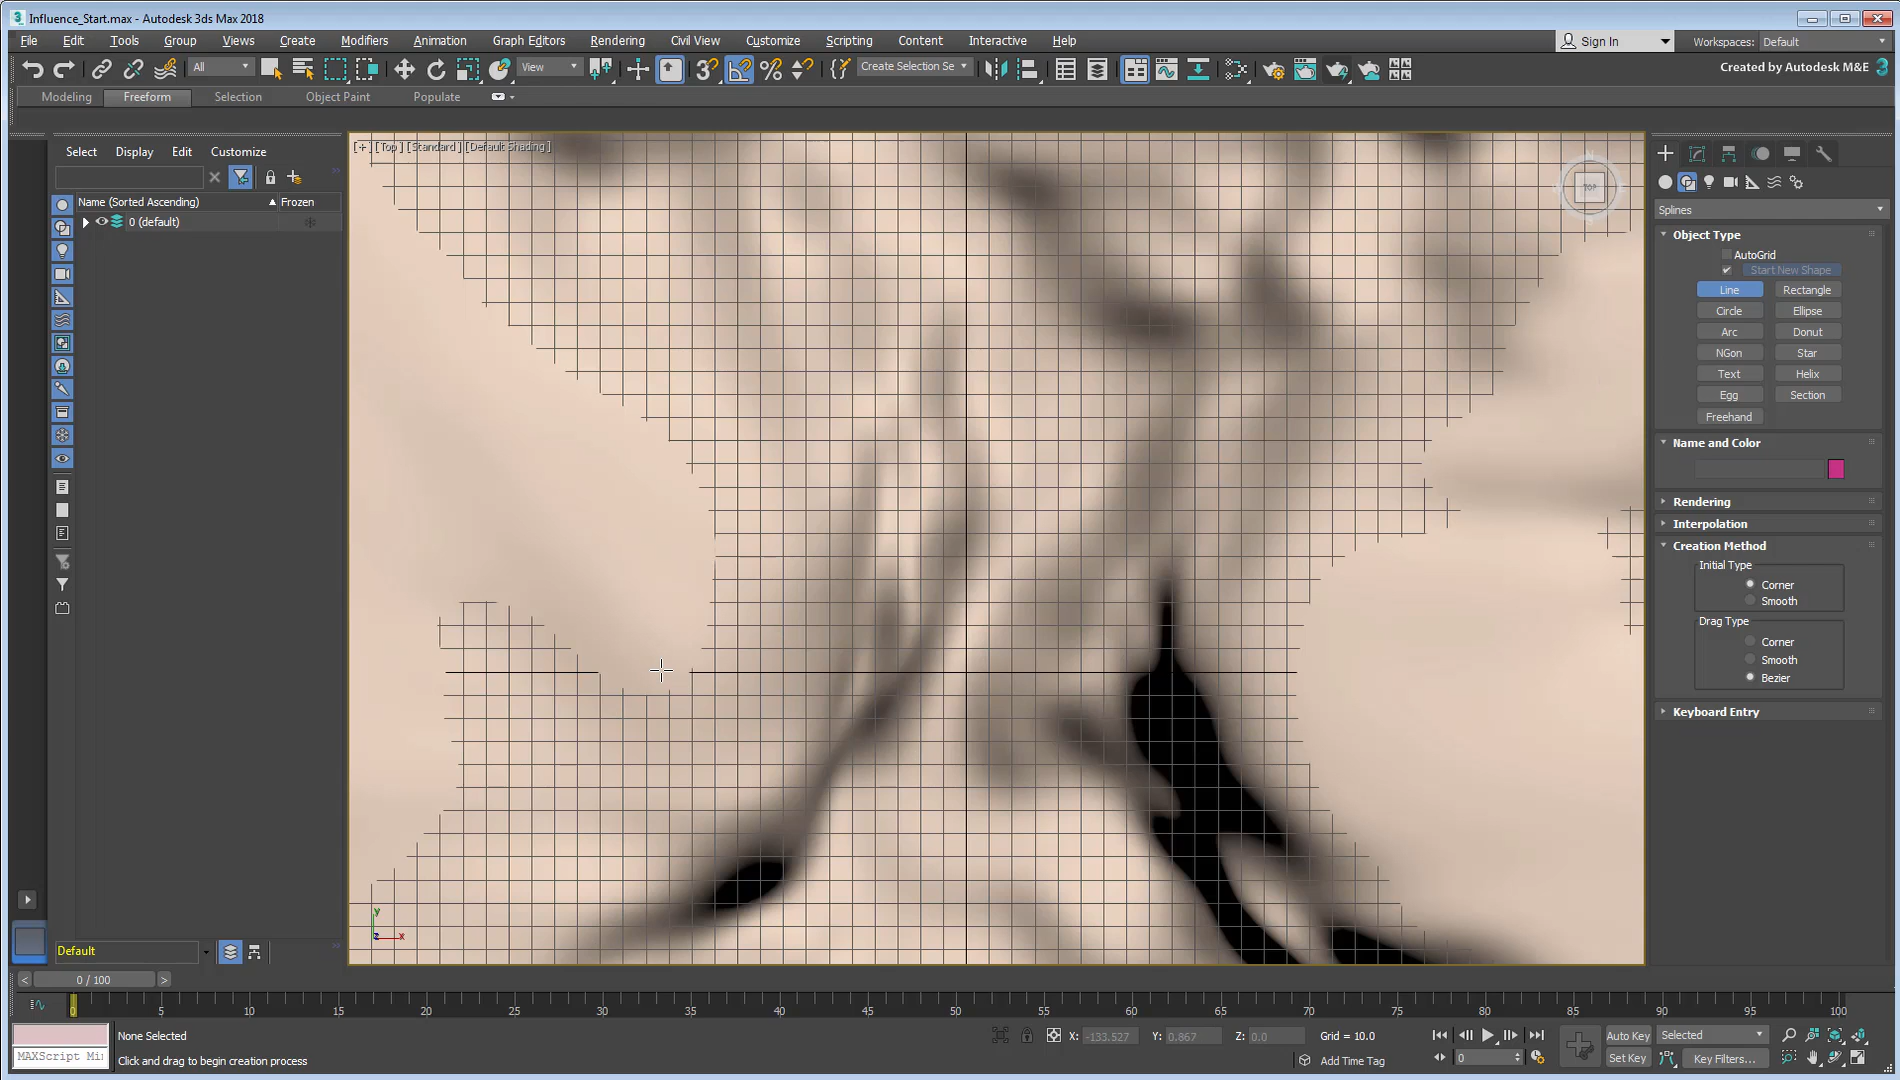 Influence_Start.max - Autodesk 3ds Max 2018
File Edit Tools Group Views Create Modifiers Animation Graph Editors Rendering Civil View Customize Scripting Content Interactive Help
Sign In
Workspaces: Default
All
View
Create Selection Se
Created by Autodesk M&E
Modeling Freeform Selection Object Paint Populate
Select Display Edit Customize
Name (Sorted Ascending) Frozen
0 (default)
[+] [Top] [Standard] [Default Shading]
TOP
Splines
Object Type
AutoGrid
Start New Shape
Line Rectangle
Circle Ellipse
Arc Donut
NGon Star
Text Helix
Egg Section
Freehand
Name and Color
Rendering
Interpolation
Creation Method
Initial Type
Corner
Smooth
Drag Type
Corner
Smooth
Bezier
Keyboard Entry
y
z x
Default
< 0 / 100 >
0 5 10 15 20 25 30 35 40 45 50 55 60 65 70 75 80 85 90 95 100
None Selected
X: -133.527 Y: 0.867 Z: 0.0 Grid = 10.0
Auto Key Selected
MAXScript Mi
Click and drag to begin creation process
Add Time Tag
0
Set Key Key Filters...